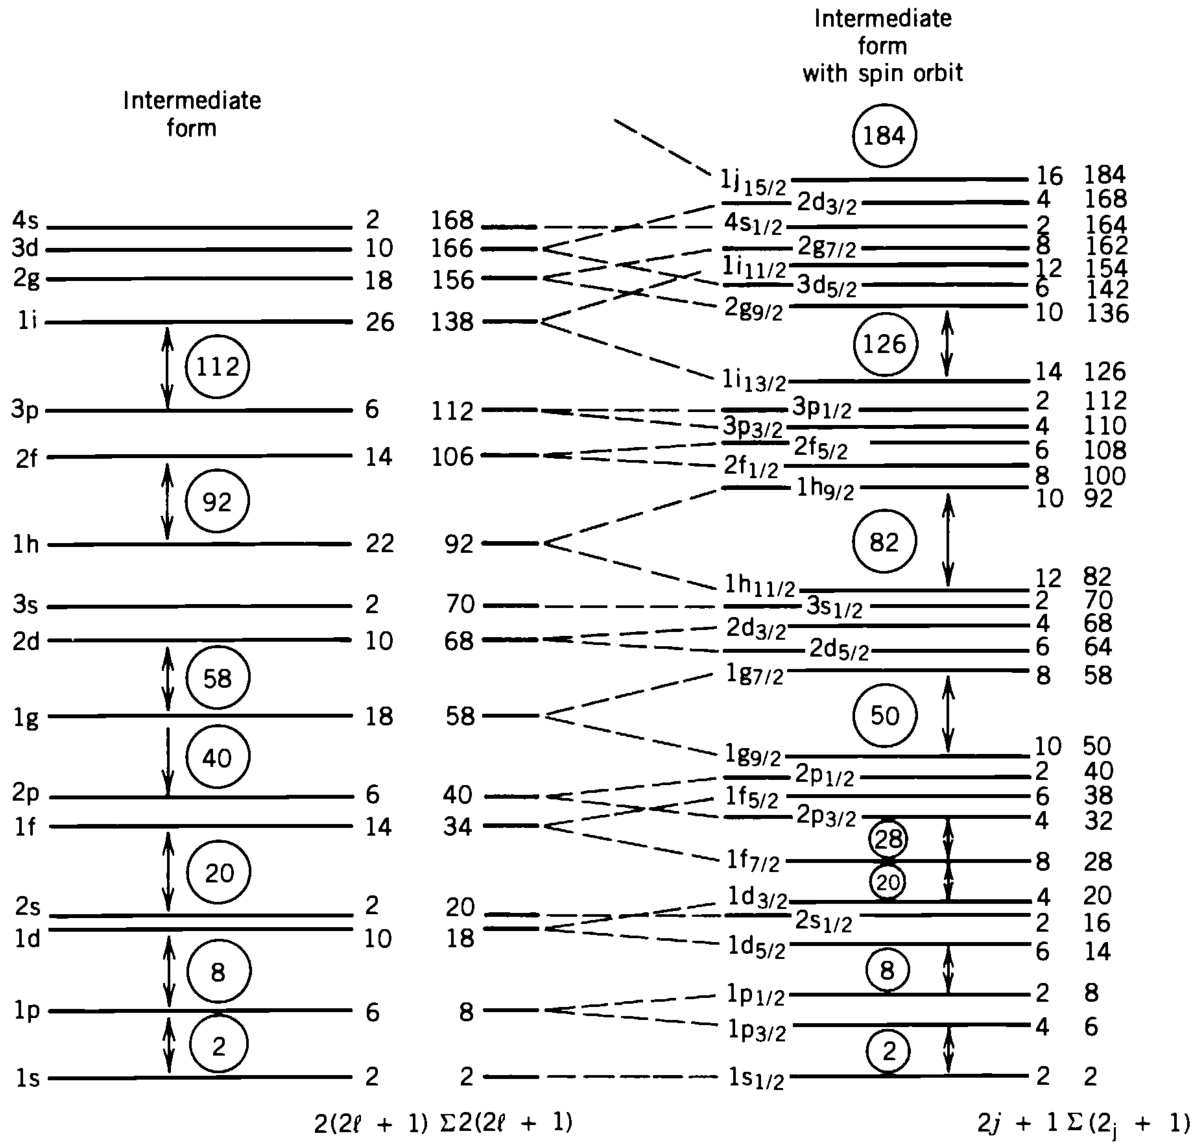 Intermediate
form
with spin orbit
Intermediate
form
184
1j15/2 16 184
2d3/2 4 168
4s 2 168 4s1/2 2 164
3d 10 166 2g7/2 8 162
2g 18 156 1i11/2 12 154
3d5/2 6 142
2g9/2 10 136
1i 26 138
112 126
1i13/2 14 126
3p 6 112 3p1/2 2 112
3p3/2 4 110
2f 14 106 2f5/2 6 108
2f1/2 8 100
92 1h9/2 10 92
1h 22 92 82
1h11/2 12 82
3s 2 70 3s1/2 2 70
2d 10 68 2d3/2 4 68
2d5/2 6 64
58 1g7/2 8 58
1g 18 58 50
40 1g9/2 10 50
2p1/2 2 40
2p 6 40 1f5/2 6 38
2p3/2 4 32
1f 14 34 28
1f7/2 8 28
20 20
1d3/2 4 20
2s 2 20 2s1/2 2 16
1d 10 18 1d5/2 6 14
8 8
1p1/2 2 8
1p 6 8 1p3/2 4 6
2 2
1s 2 2 1s1/2 2 2
2(2ℓ + 1) Σ2(2ℓ + 1) 2j + 1 Σ(2j + 1)